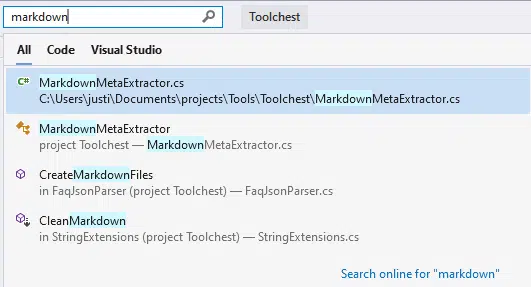 markdown
Toolchest
All Code Visual Studio
C# MarkdownMetaExtractor.cs
C:\Users\justi\Documents\projects\Tools\Toolchest\MarkdownMetaExtractor.cs
MarkdownMetaExtractor
project Toolchest — MarkdownMetaExtractor.cs
CreateMarkdownFiles
in FaqJsonParser (project Toolchest) — FaqJsonParser.cs
CleanMarkdown
in StringExtensions (project Toolchest) — StringExtensions.cs
Search online for "markdown"